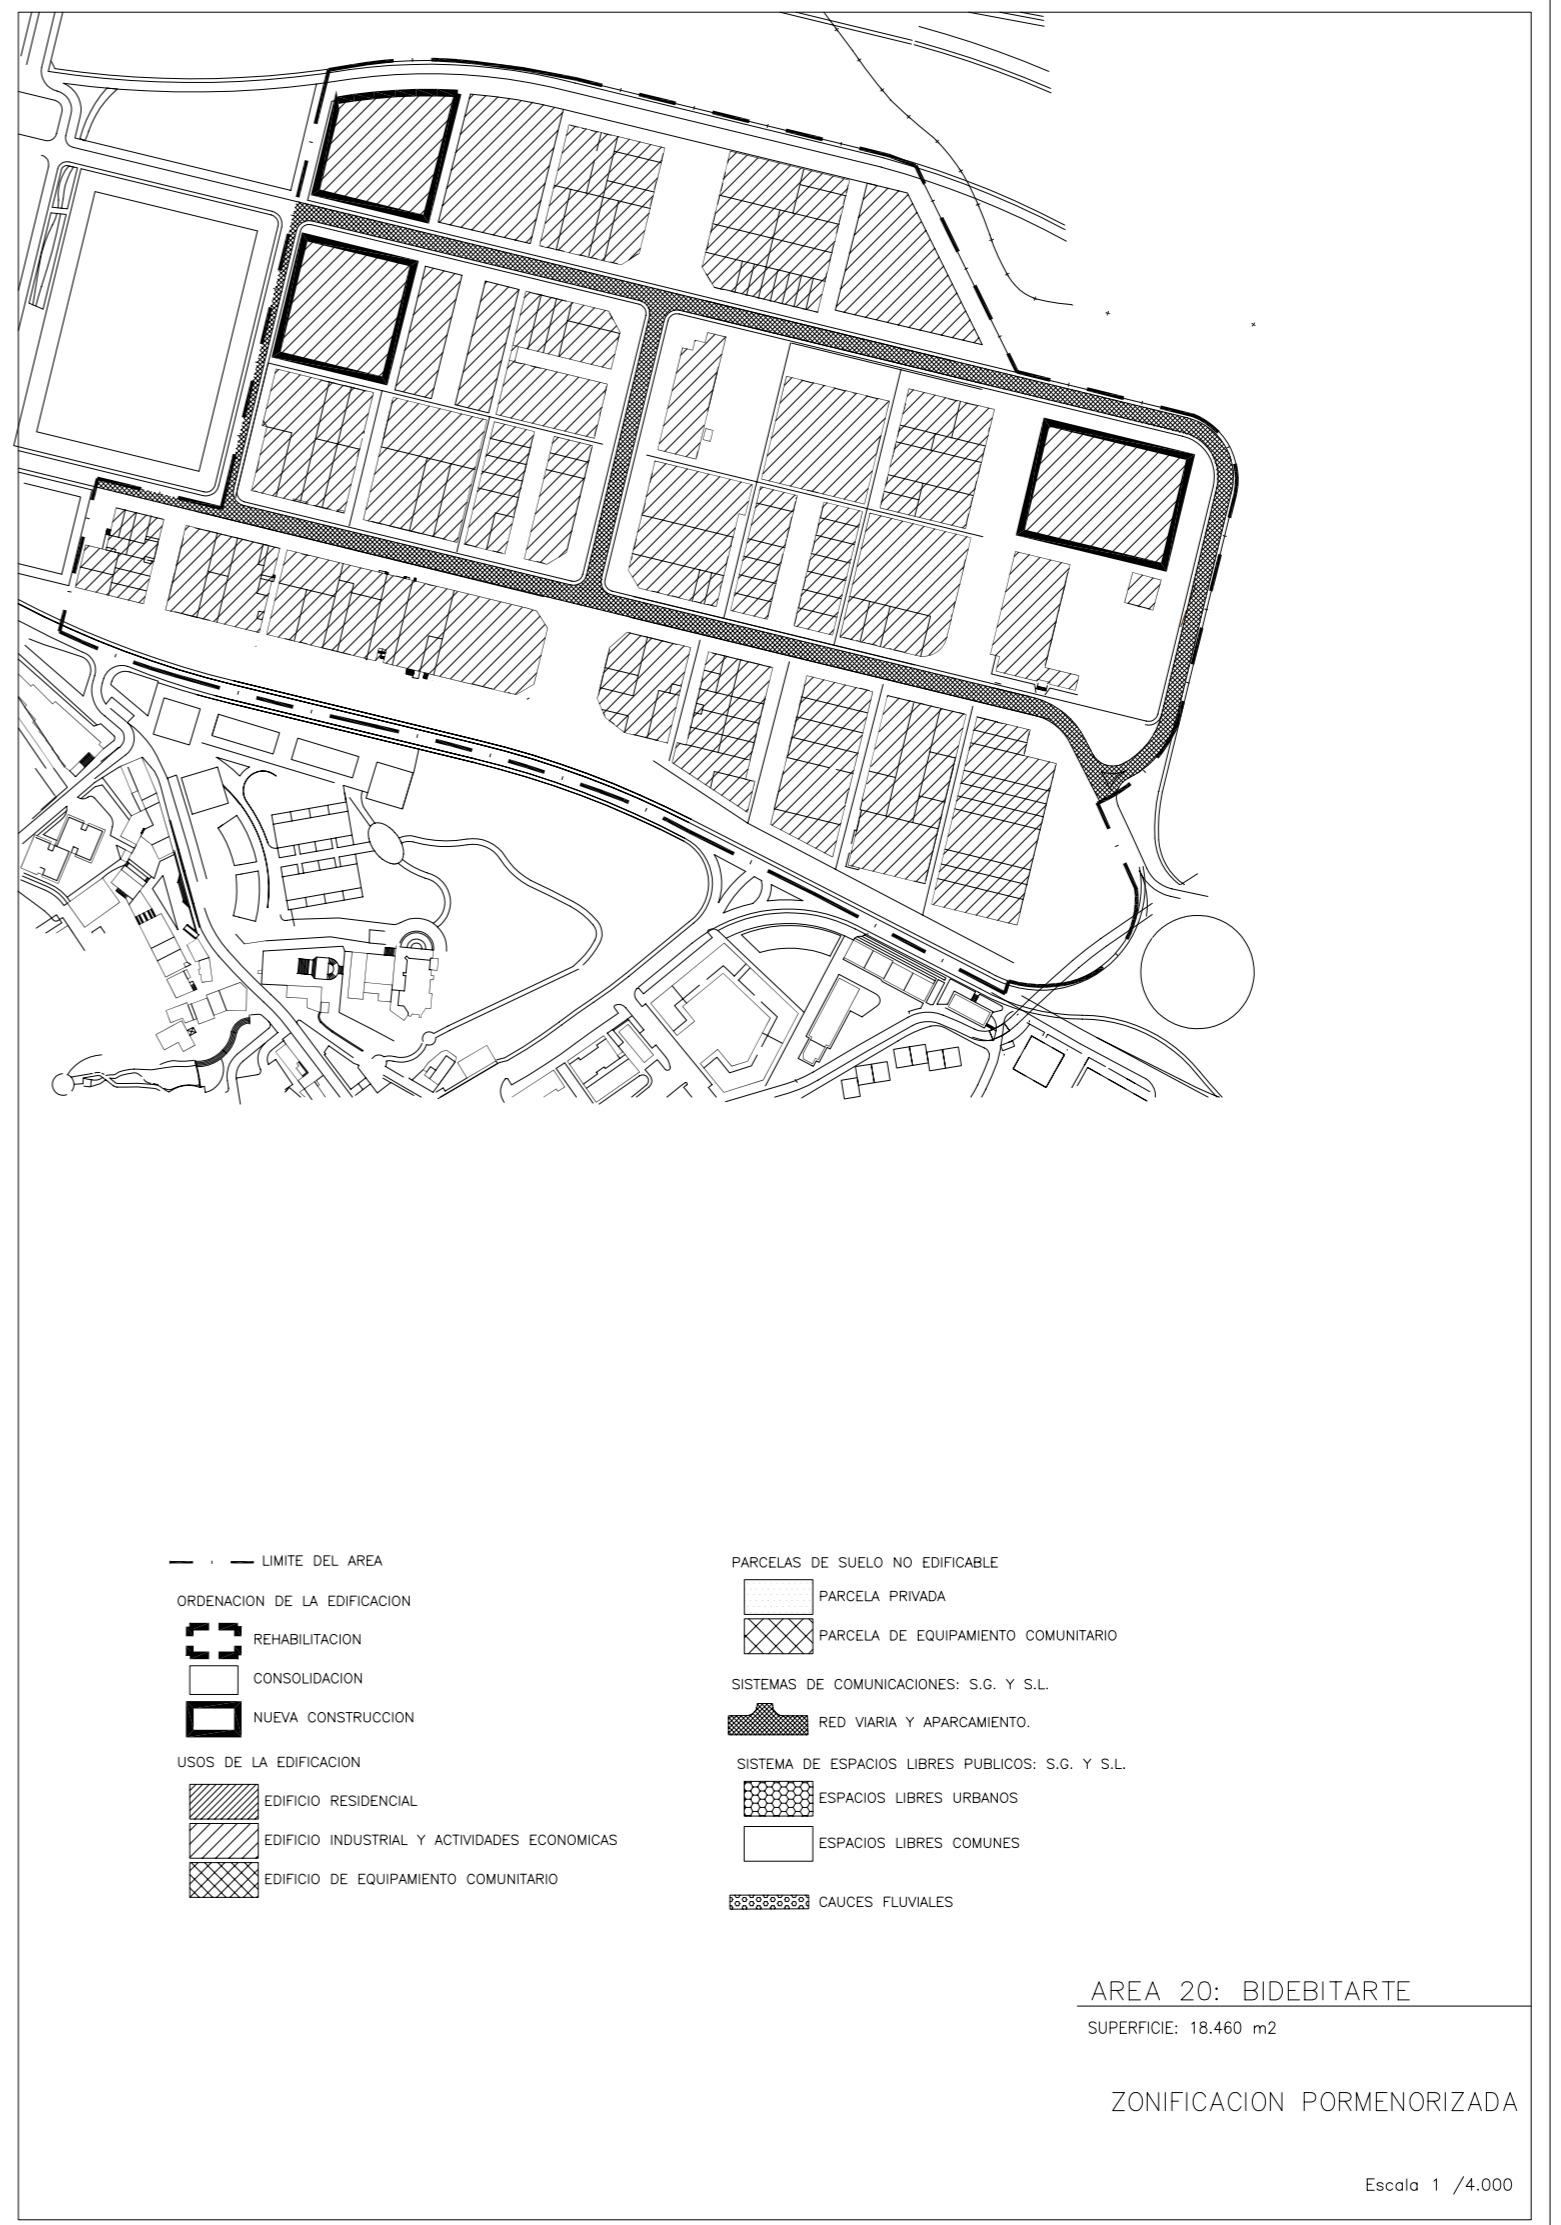 LIMITE DEL AREA
ORDENACION DE LA EDIFICACION
REHABILITACION
CONSOLIDACION
NUEVA CONSTRUCCION
USOS DE LA EDIFICACION
EDIFICIO RESIDENCIAL
EDIFICIO INDUSTRIAL Y ACTIVIDADES ECONOMICAS
EDIFICIO DE EQUIPAMIENTO COMUNITARIO
PARCELAS DE SUELO NO EDIFICABLE
PARCELA PRIVADA
PARCELA DE EQUIPAMIENTO COMUNITARIO
SISTEMAS DE COMUNICACIONES: S.G. Y S.L.
RED VIARIA Y APARCAMIENTO.
SISTEMA DE ESPACIOS LIBRES PUBLICOS: S.G. Y S.L.
ESPACIOS LIBRES URBANOS
ESPACIOS LIBRES COMUNES
CAUCES FLUVIALES
AREA 20: BIDEBITARTE
SUPERFICIE: 18.460 m2
ZONIFICACION PORMENORIZADA
Escala 1 /4.000